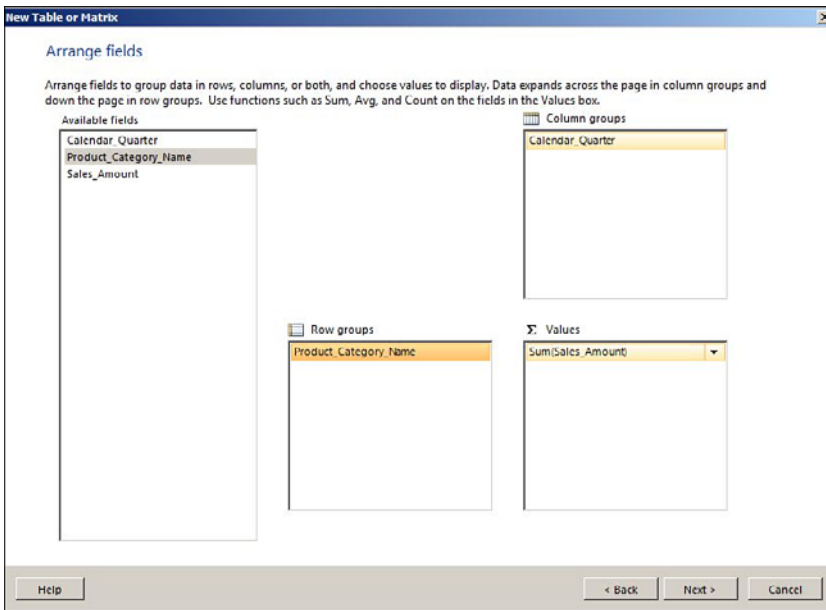 New Table or Matrix
Arrange fields
Arrange fields to group data in rows, columns, or both, and choose values to display. Data expands across the page in column groups and
down the page in row groups. Use functions such as Sum, Avg, and Count on the fields in the Values box.
Available fields
Calendar_Quarter
Product_Category_Name
Sales_Amount
Column groups
Calendar_Quarter
Row groups
Product_Category_Name
Σ Values
Sum(Sales_Amount)
Help
< Back
Next >
Cancel